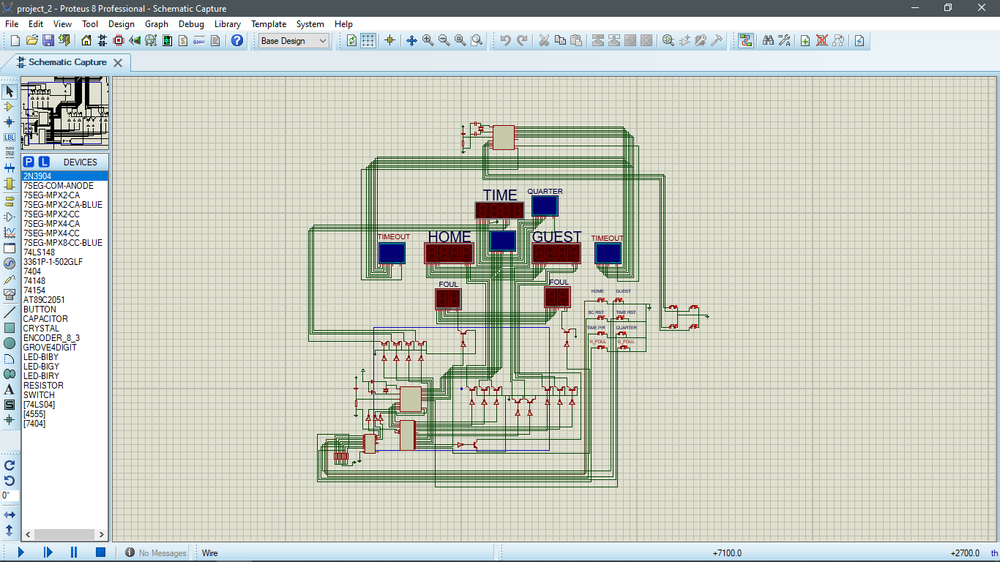 project_2 - Proteus 8 Professional - Schematic Capture
File Edit View Tool Design Graph Debug Library Template System Help
Base Design
Schematic Capture
P L DEVICES
2N3904
7SEG-COM-ANODE
7SEG-MPX2-CA
7SEG-MPX2-CA-BLUE
7SEG-MPX2-CC
7SEG-MPX4-CA
7SEG-MPX4-CC
7SEG-MPX8-CC-BLUE
74LS148
3361P-1-502GLF
7404
74148
74154
AT89C2051
BUTTON
CAPACITOR
CRYSTAL
ENCODER_8_3
GROVE4DIGIT
LED-BIBY
LED-BIGY
LED-BIRY
RESISTOR
SWITCH
[74LS04]
[4555]
[7404]
LBL
A
S
0°
TIME QUARTER
TIMEOUT HOME GUEST TIMEOUT
FOUL FOUL
HOME GUEST
SC RST TIME RST
TIME P/R QUARTER
H_FOUL G_FOUL
No Messages Wire +7100.0 +2700.0 th